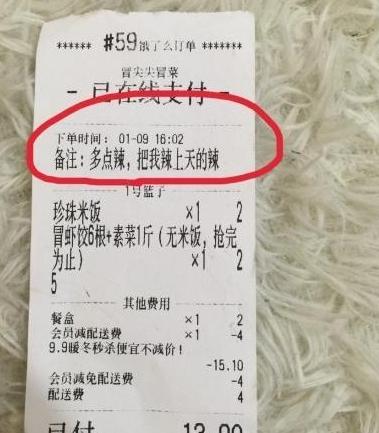 ****** #59饿了么订单 *******
冒尖尖冒菜
- 已在线支付 -
下单时间: 01-09 16:02
备注: 多点辣, 把我辣上天的辣
1号篮子
珍珠米饭 ×1 2
冒虾饺6根+素菜1斤(无米饭, 抢完
为止) ×1 2
5
其他费用
餐盒 ×1 2
会员减配送费 ×1 -4
9.9暖冬秒杀便宜不减价!
-15.10
会员减免配送费 -4
配送费 4
已付 13.90